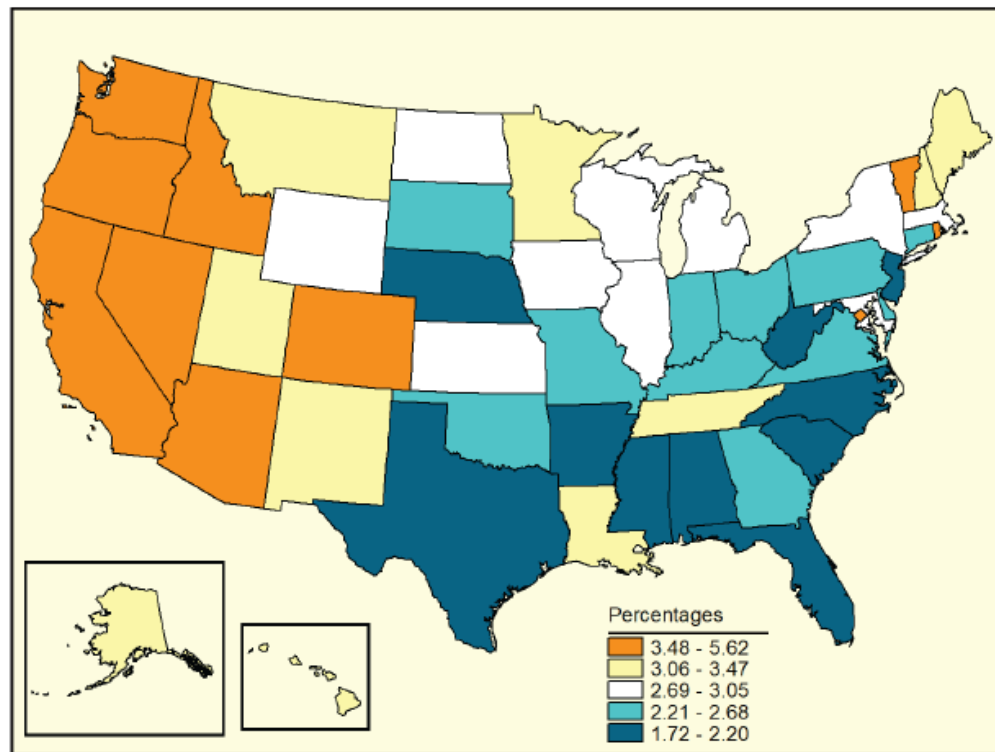 Percentages
3.48 - 5.62
3.06 - 3.47
2.69 - 3.05
2.21 - 2.68
1.72 - 2.20